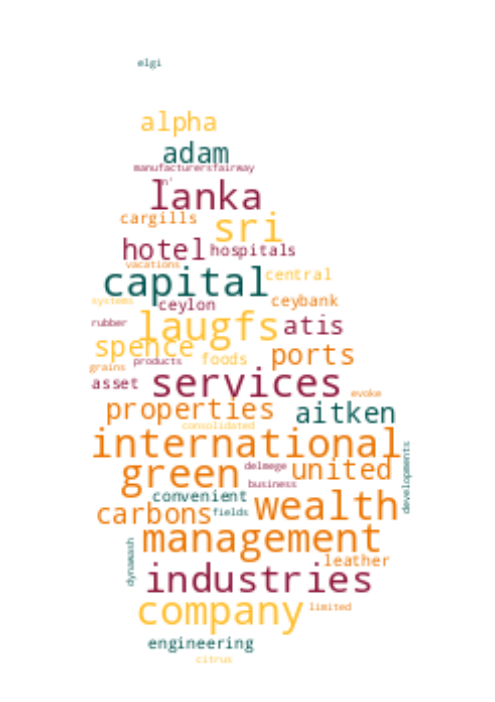 elgi
alpha
adam
manufacturersfairway
n'
lanka
cargills
sri
hotel hospitals
vacations
capital central
systems ceylon ceybank
rubber laugfs atis
spence foods ports
grains products
asset services evoke
properties aitken
consolidated
international
green delmege united developments
business
convenient wealth
carbons fields
management
dynawash leather
industries
company limited
engineering
citrus